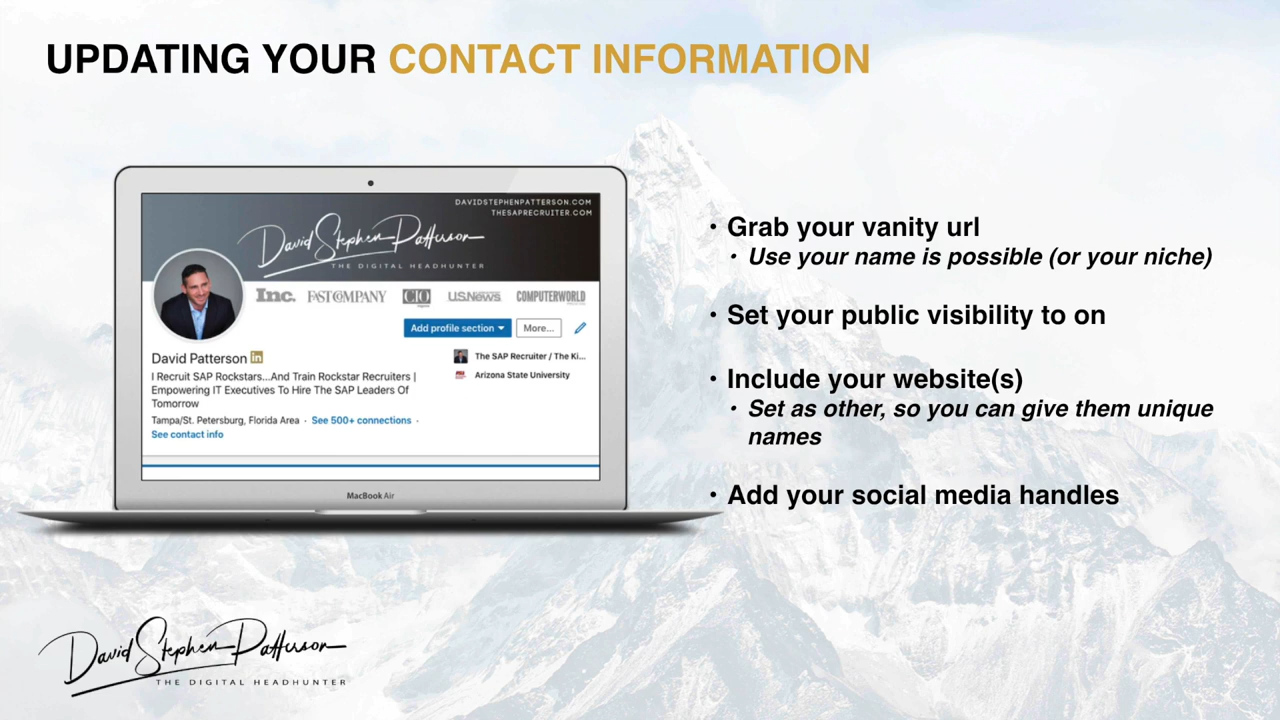 UPDATING YOUR CONTACT INFORMATION
DAVIDSTEPHENPATTERSON.COM
THESAPRECRUITER.COM
David Stephen Patterson
THE DIGITAL HEADHUNTER
Inc. FAST COMPANY CIO U.S.News COMPUTERWORLD
Add profile section More...
David Patterson in
The SAP Recruiter / The Ki...
I Recruit SAP Rockstars...And Train Rockstar Recruiters |
Arizona State University
Empowering IT Executives To Hire The SAP Leaders Of
Tomorrow
Tampa/St. Petersburg, Florida Area · See 500+ connections ·
See contact info
MacBook Air
• Grab your vanity url
• Use your name is possible (or your niche)
• Set your public visibility to on
• Include your website(s)
• Set as other, so you can give them unique
names
• Add your social media handles
David Stephen Patterson
THE DIGITAL HEADHUNTER